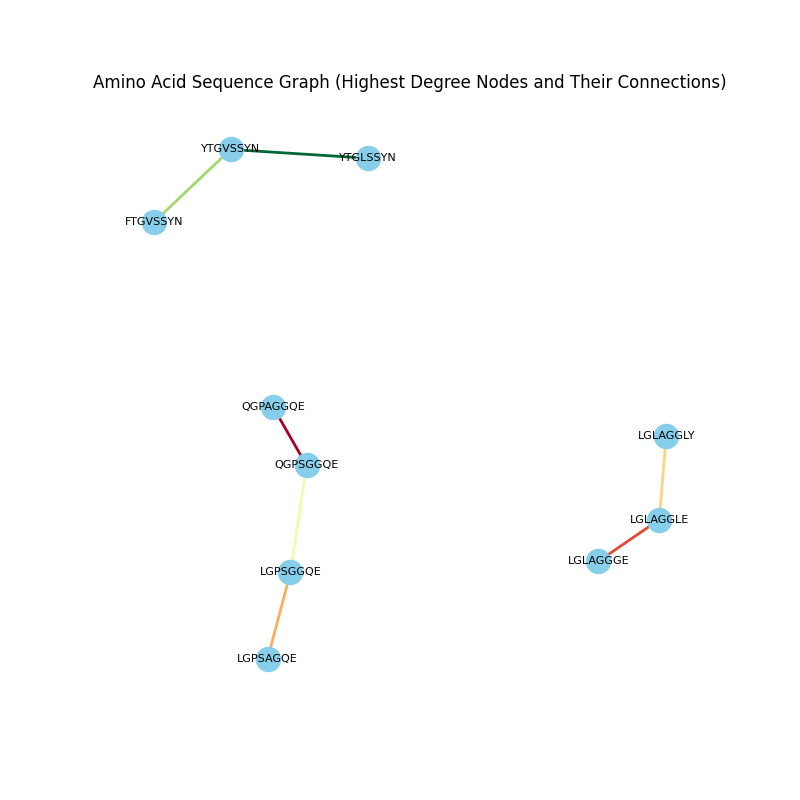 Amino Acid Sequence Graph (Highest Degree Nodes and Their Connections)
YTGVSSYN
YTGLSSYN
FTGVSSYN
QGPAGGQE
LGLAGGLY
QGPSGGQE
LGLAGGLE
LGLAGGGE
LGPSGGQE
LGPSAGQE